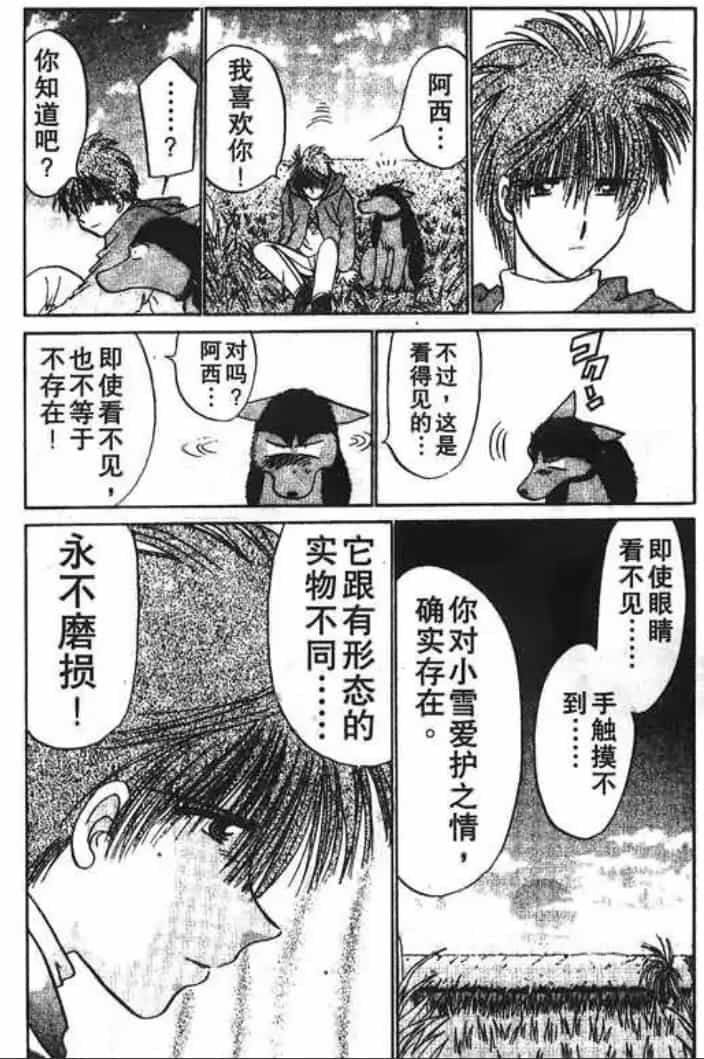 阿西…
我喜欢你！
……？
你知道吧？
不过，这是
看得见的…
对吗？
阿西…
即使看不见，
也不等于
不存在！
即使眼睛
看不见……
手触摸不
到……
你对小雪爱护之情，
确实存在。
它跟有形态的
实物不同……
永不磨损！